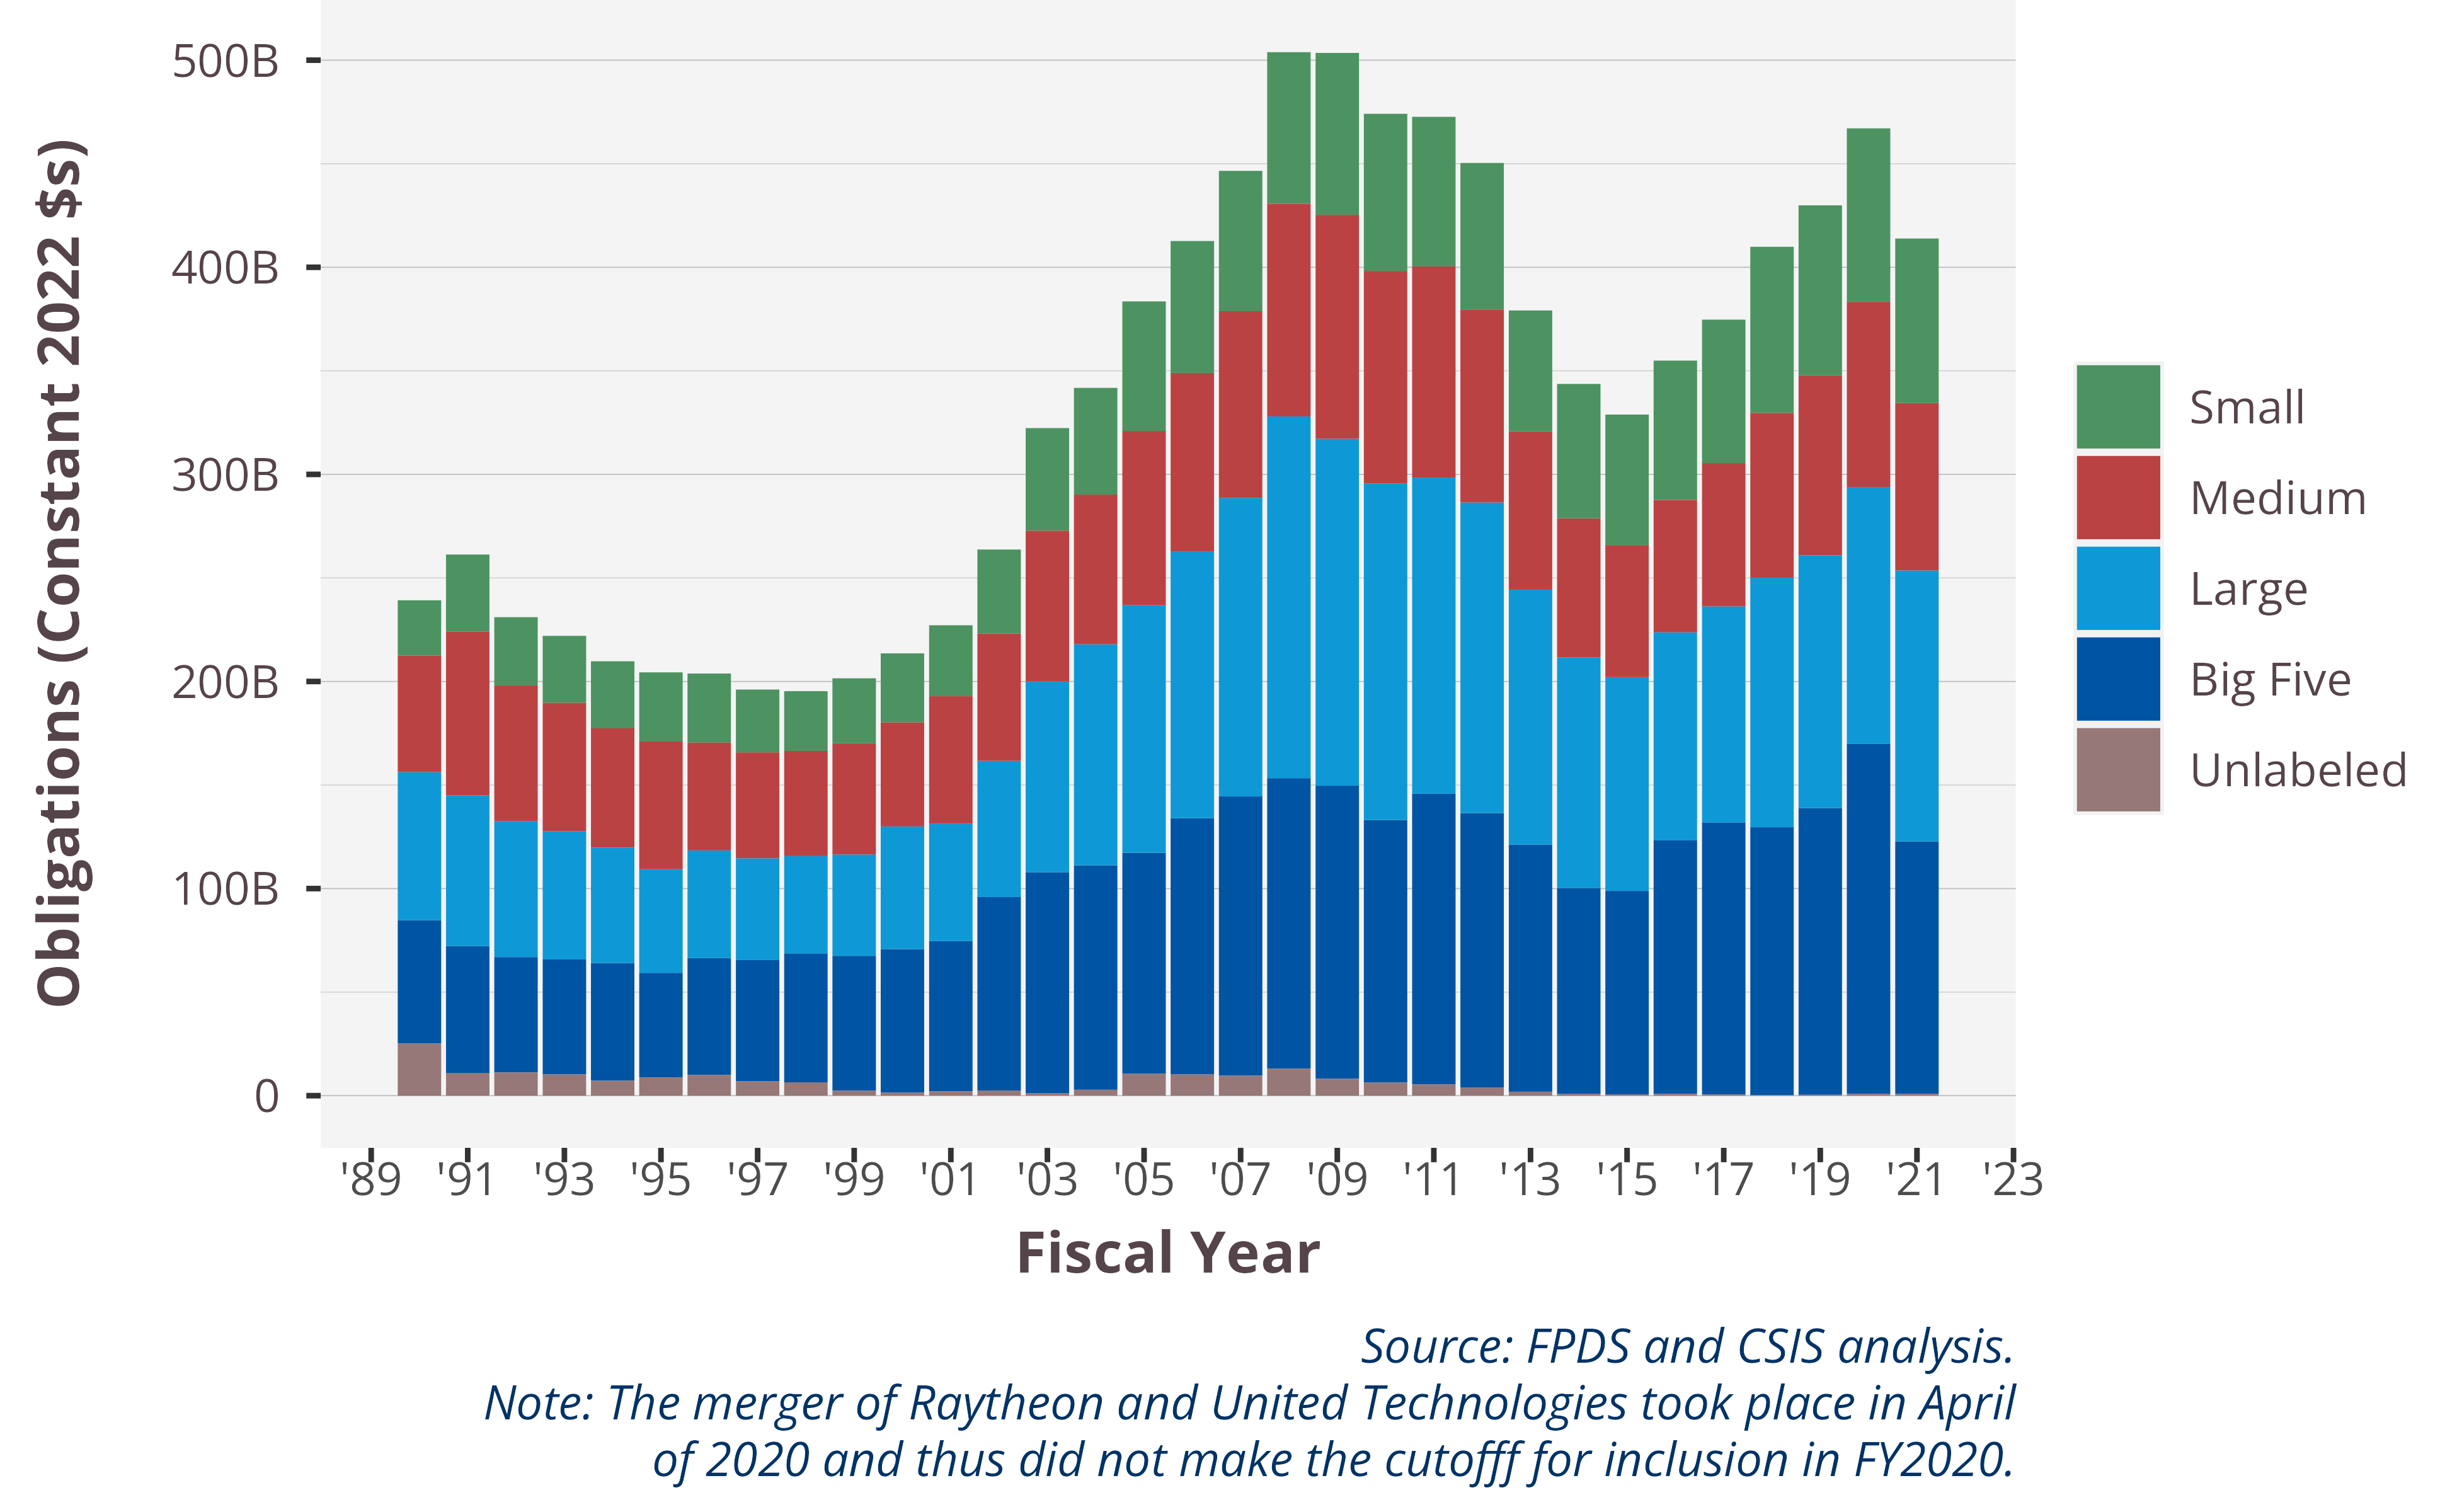 Obligations (Constant 2022 $s)
500B
400B
300B
200B
100B
0
'89 '91 '93 '95 '97 '99 '01 '03 '05 '07 '09 '11 '13 '15 '17 '19 '21 '23
Fiscal Year
Small
Medium
Large
Big Five
Unlabeled
Source: FPDS and CSIS analysis.
Note: The merger of Raytheon and United Technologies took place in April
of 2020 and thus did not make the cutofff for inclusion in FY2020.